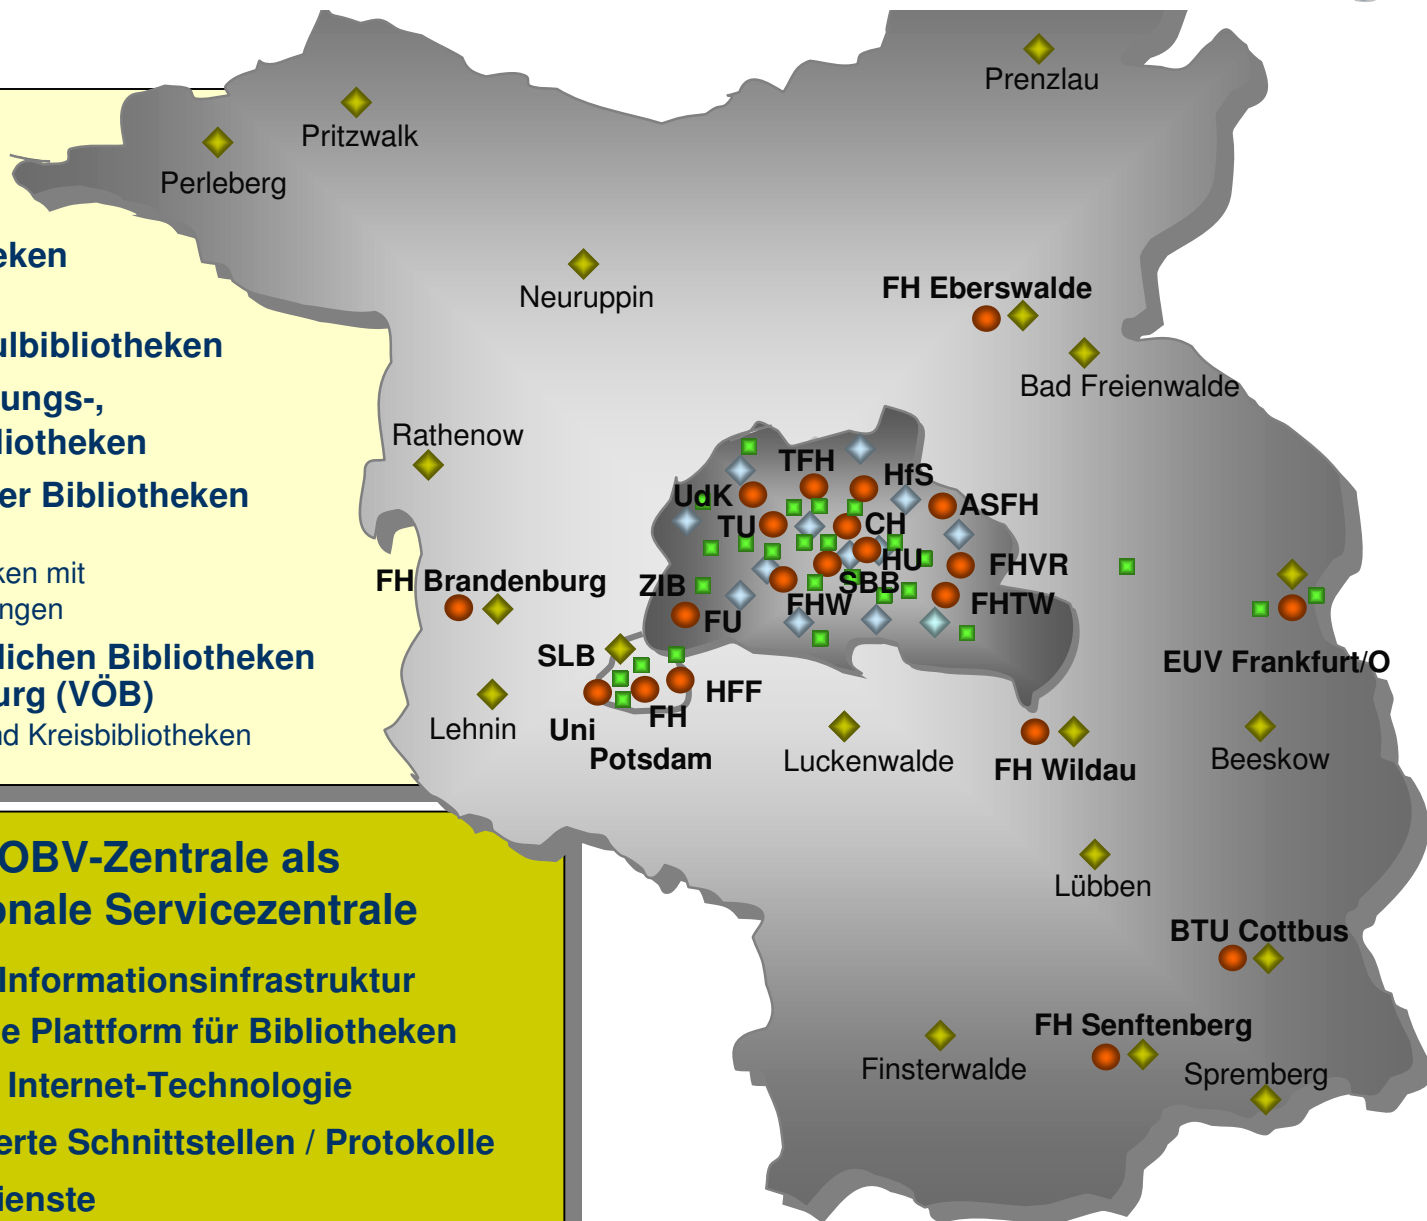 eken
ulbibliotheken
ungs-,
liotheken
er Bibliotheken
ken mit
ngen
lichen Bibliotheken
urg (VÖB)
nd Kreisbibliotheken
OBV-Zentrale als
onale Servicezentrale
Informationsinfrastruktur
e Plattform für Bibliotheken
Internet-Technologie
erte Schnittstellen / Protokolle
ienste
Prenzlau
Pritzwalk
Perleberg
Neuruppin
FH Eberswalde
Bad Freienwalde
Rathenow
TFH
HfS
UdK
ASFH
TU
CH
HU
FHVR
FH Brandenburg
ZIB
SBB
FHW
FHTW
FU
SLB
EUV Frankfurt/O
HFF
FH
Uni
Lehnin
Potsdam
Luckenwalde
FH Wildau
Beeskow
Lübben
BTU Cottbus
FH Senftenberg
Finsterwalde
Spremberg